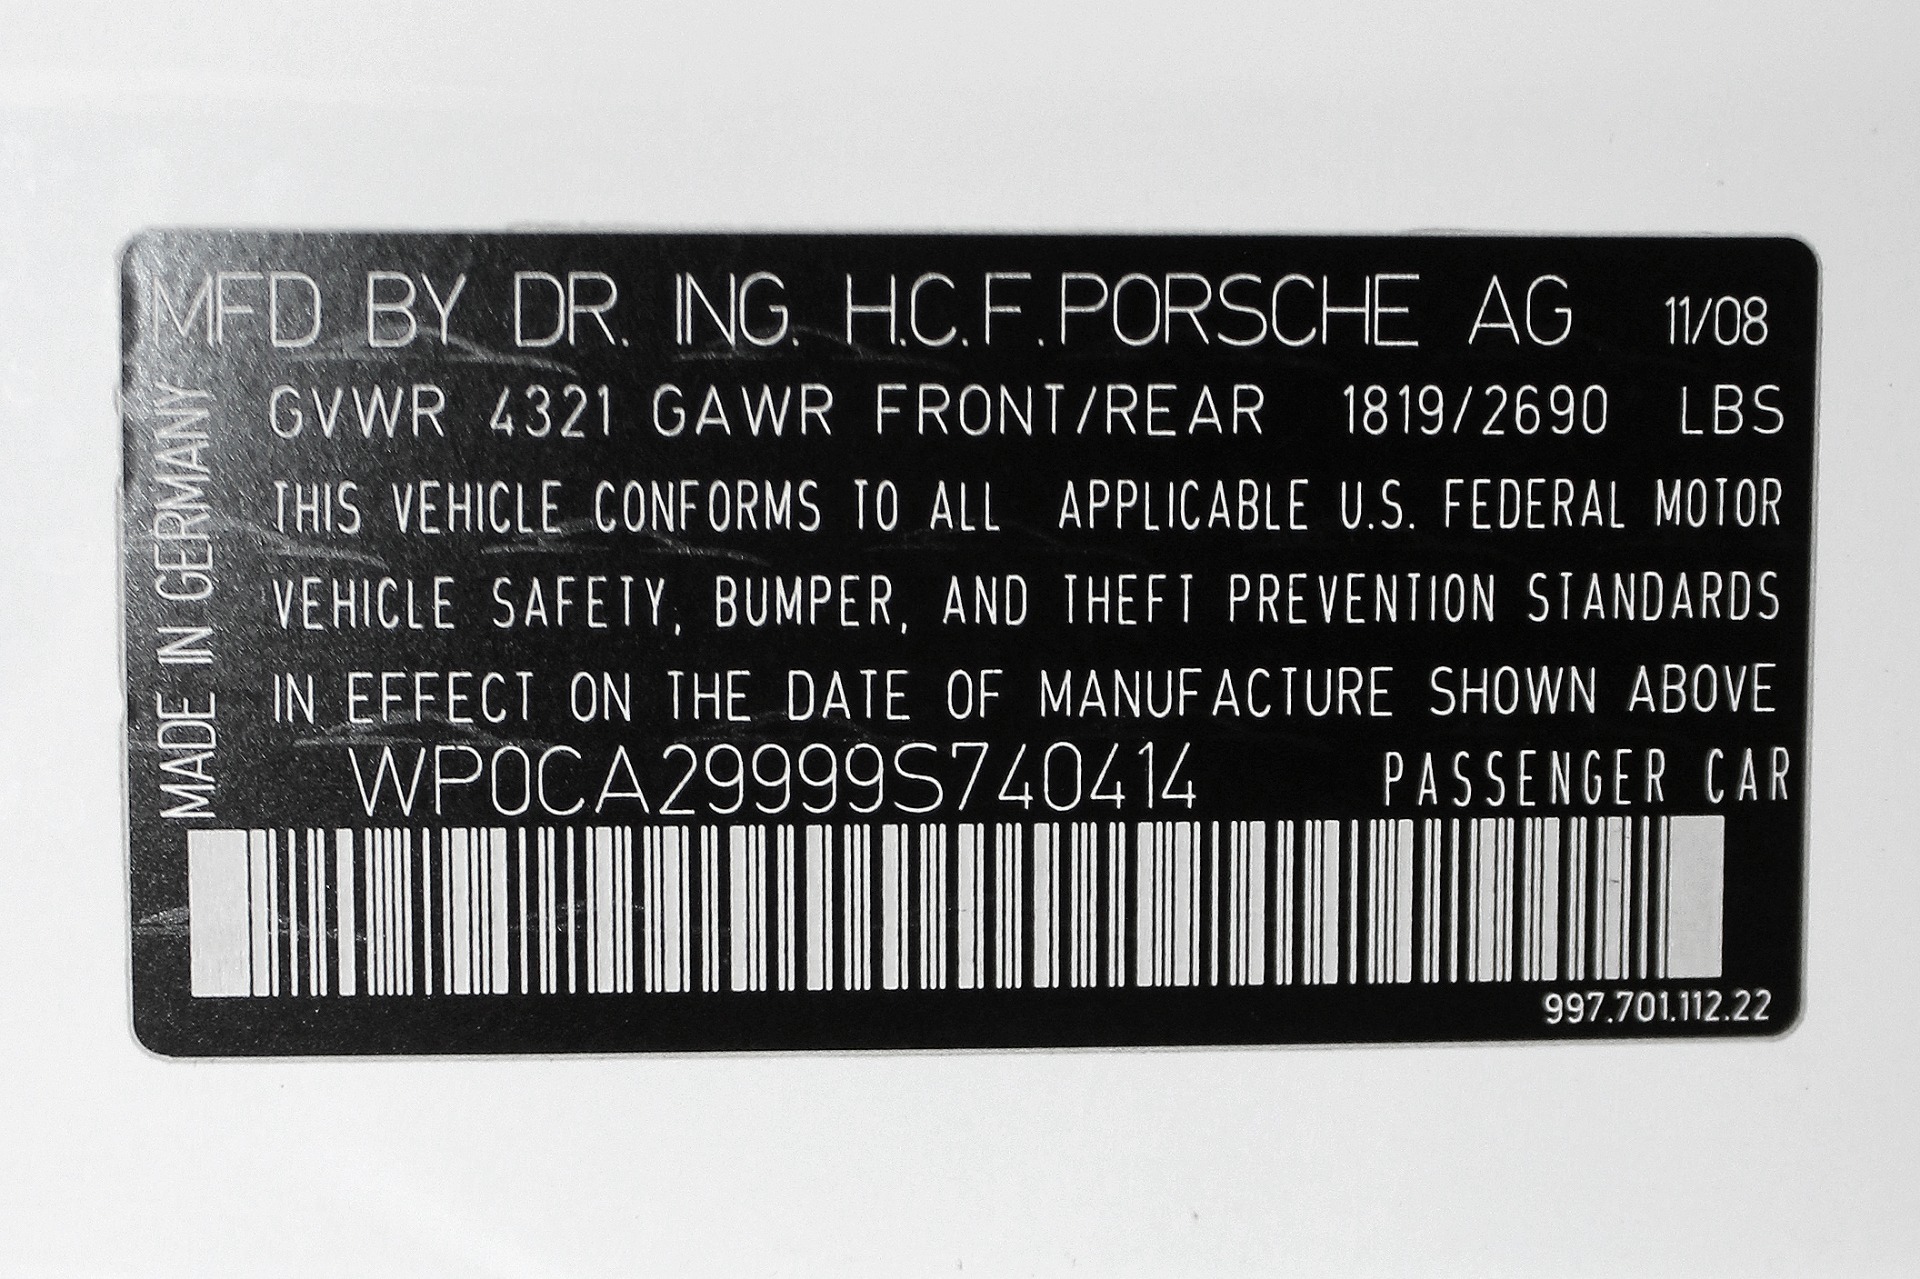 MFD BY DR. ING. H.C.F.PORSCHE AG 11/08
GVWR 4321 GAWR FRONT/REAR 1819/2690 LBS
THIS VEHICLE CONFORMS TO ALL APPLICABLE U.S. FEDERAL MOTOR
VEHICLE SAFETY, BUMPER, AND THEFT PREVENTION STANDARDS
IN EFFECT ON THE DATE OF MANUFACTURE SHOWN ABOVE
WP0CA29999S740414 PASSENGER CAR
997.701.112.22
MADE IN GERMANY